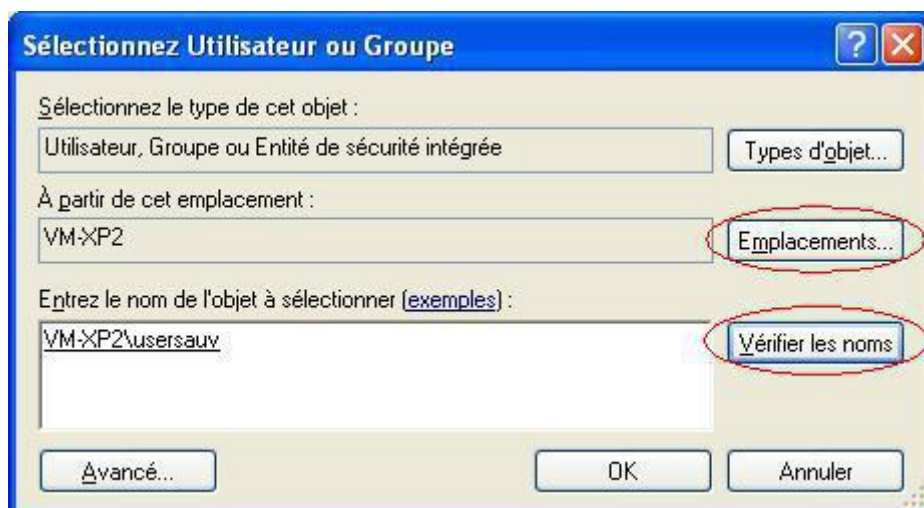 Sélectionnez Utilisateur ou Groupe
Sélectionnez le type de cet objet :
Utilisateur, Groupe ou Entité de sécurité intégrée
Types d'objet...
À partir de cet emplacement :
VM-XP2
Emplacements...
Entrez le nom de l'objet à sélectionner (exemples) :
VM-XP2\usersauv
Vérifier les noms
Avancé...
OK
Annuler